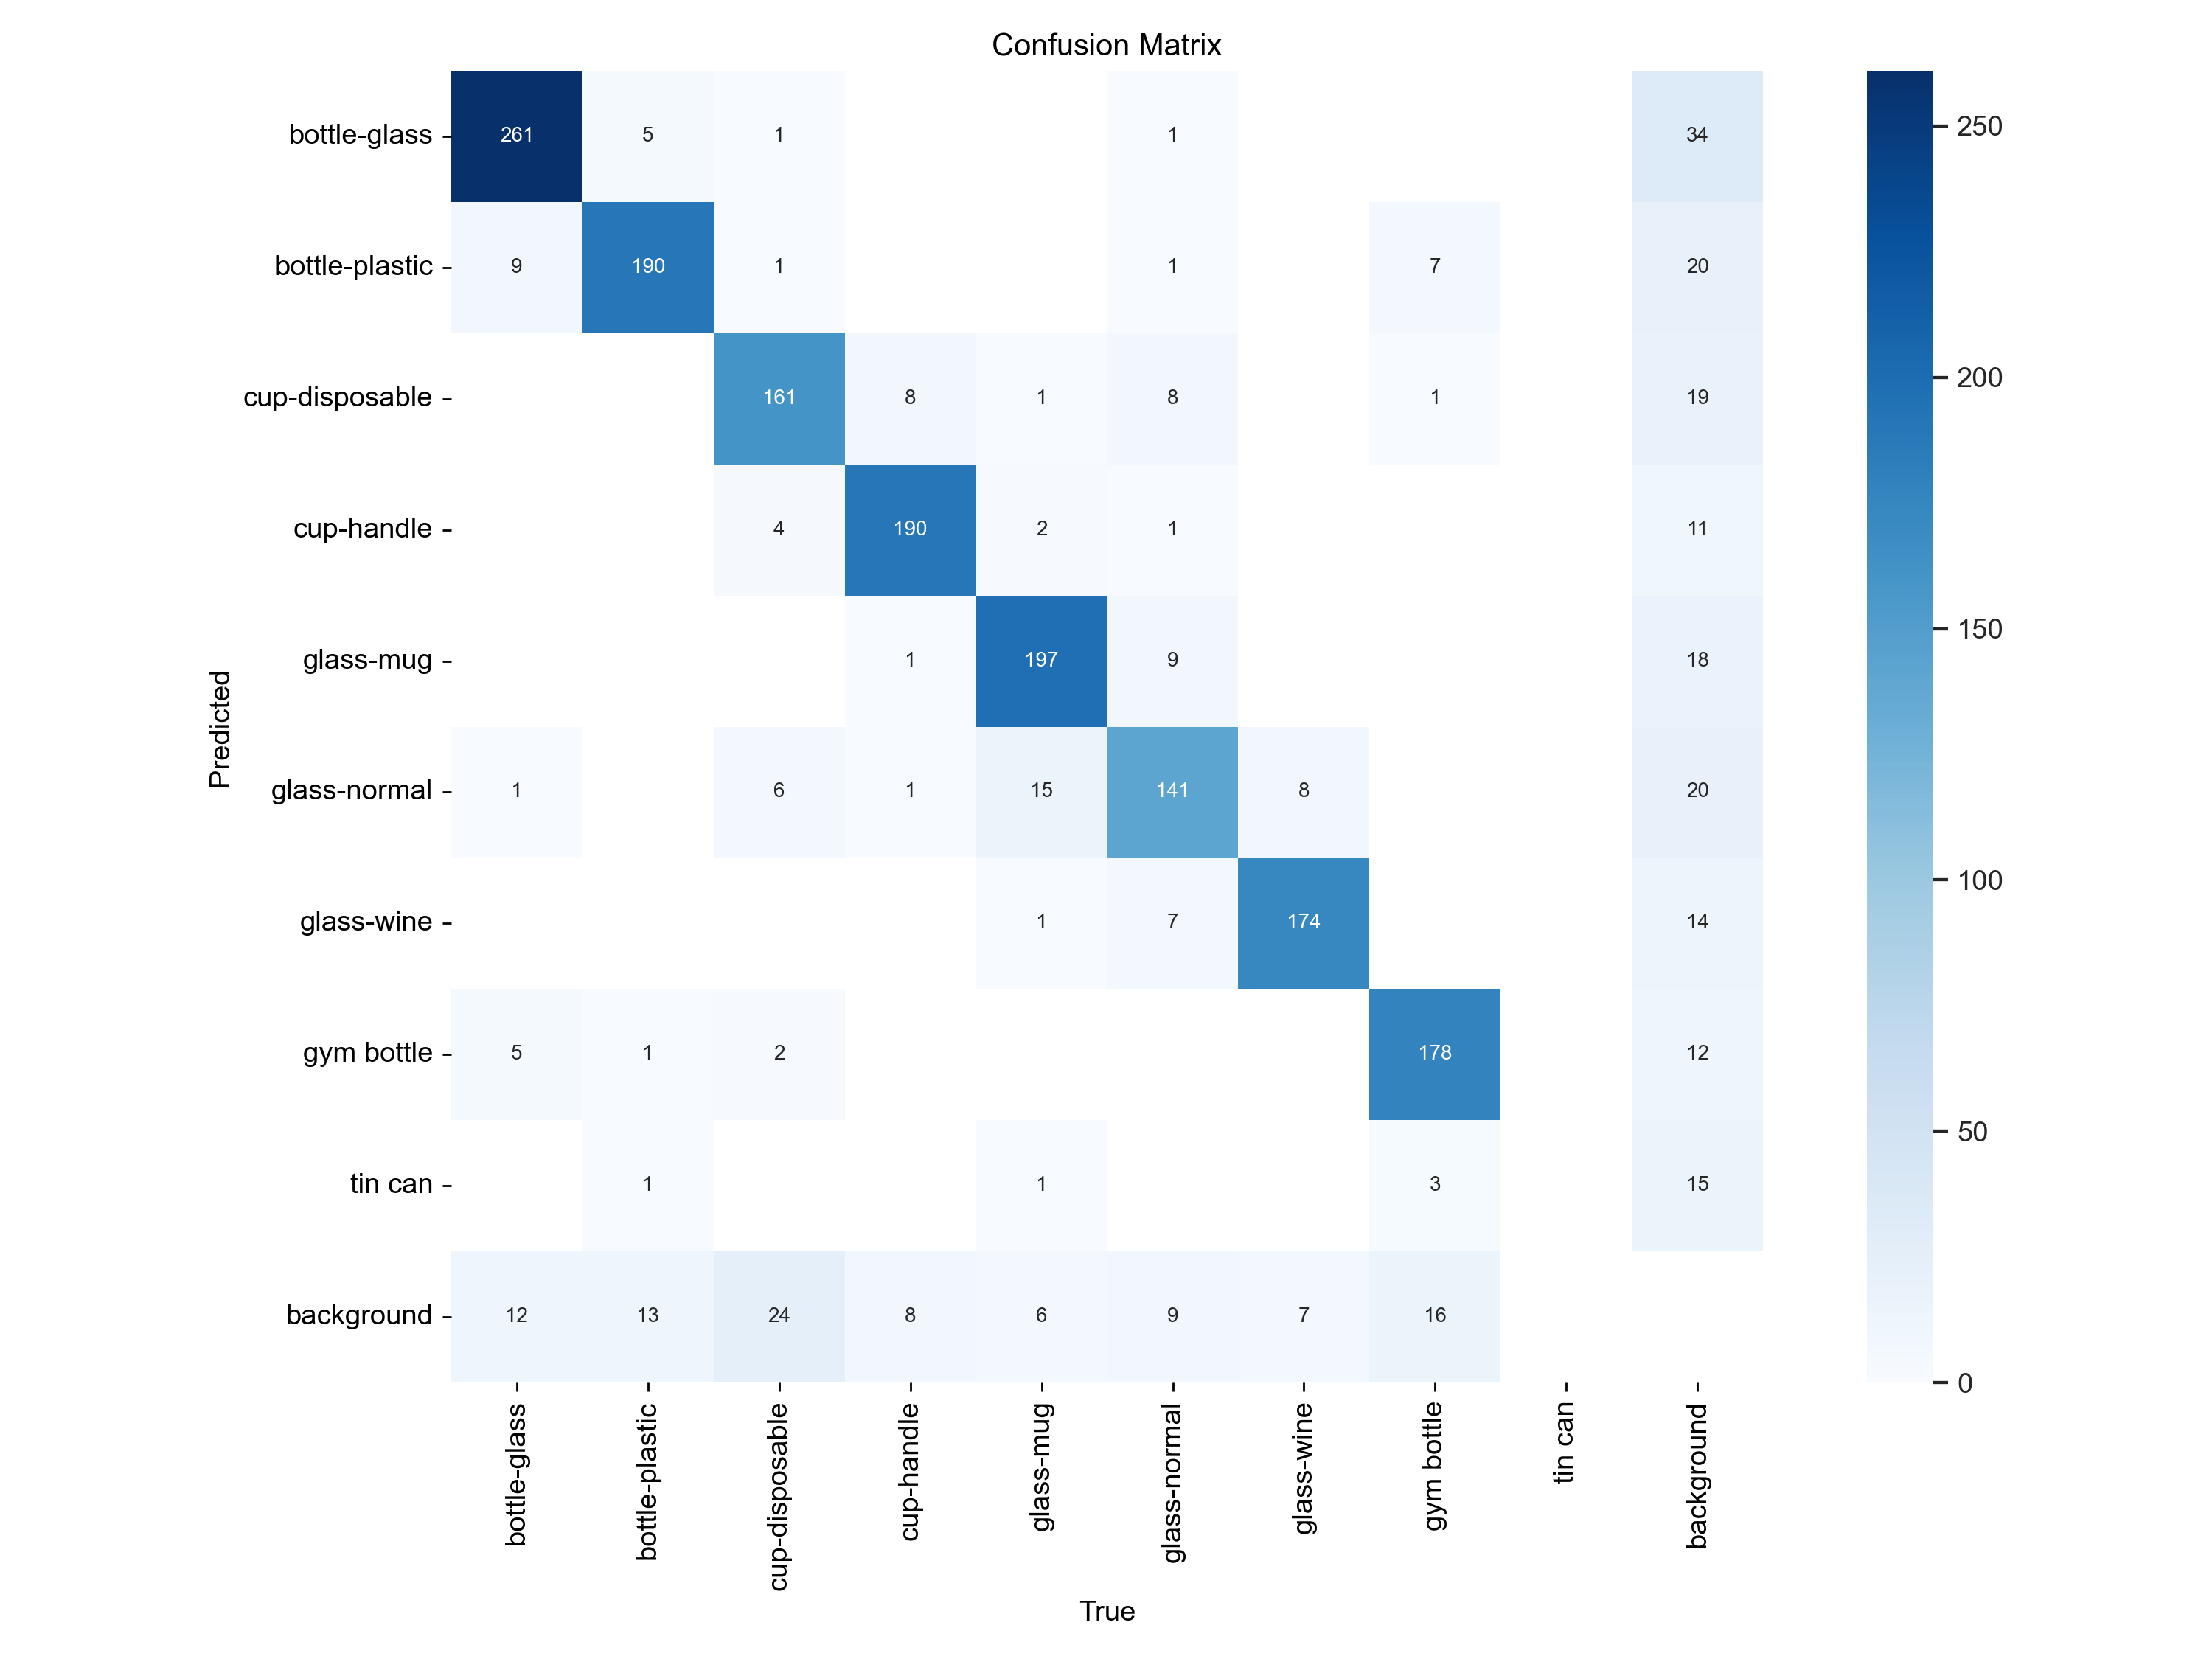 Confusion Matrix
bottle-glass 261 5 1 1 34
bottle-plastic 9 190 1 1 7 20
cup-disposable 161 8 1 8 1 19
cup-handle 4 190 2 1 11
glass-mug 1 197 9 18
glass-normal 1 6 1 15 141 8 20
glass-wine 1 7 174 14
gym bottle 5 1 2 178 12
tin can 1 1 3 15
background 12 13 24 8 6 9 7 16
Predicted
bottle-glass
bottle-plastic
cup-disposable
cup-handle
glass-mug
glass-normal
glass-wine
gym bottle
tin can
background
True
250
200
150
100
50
0